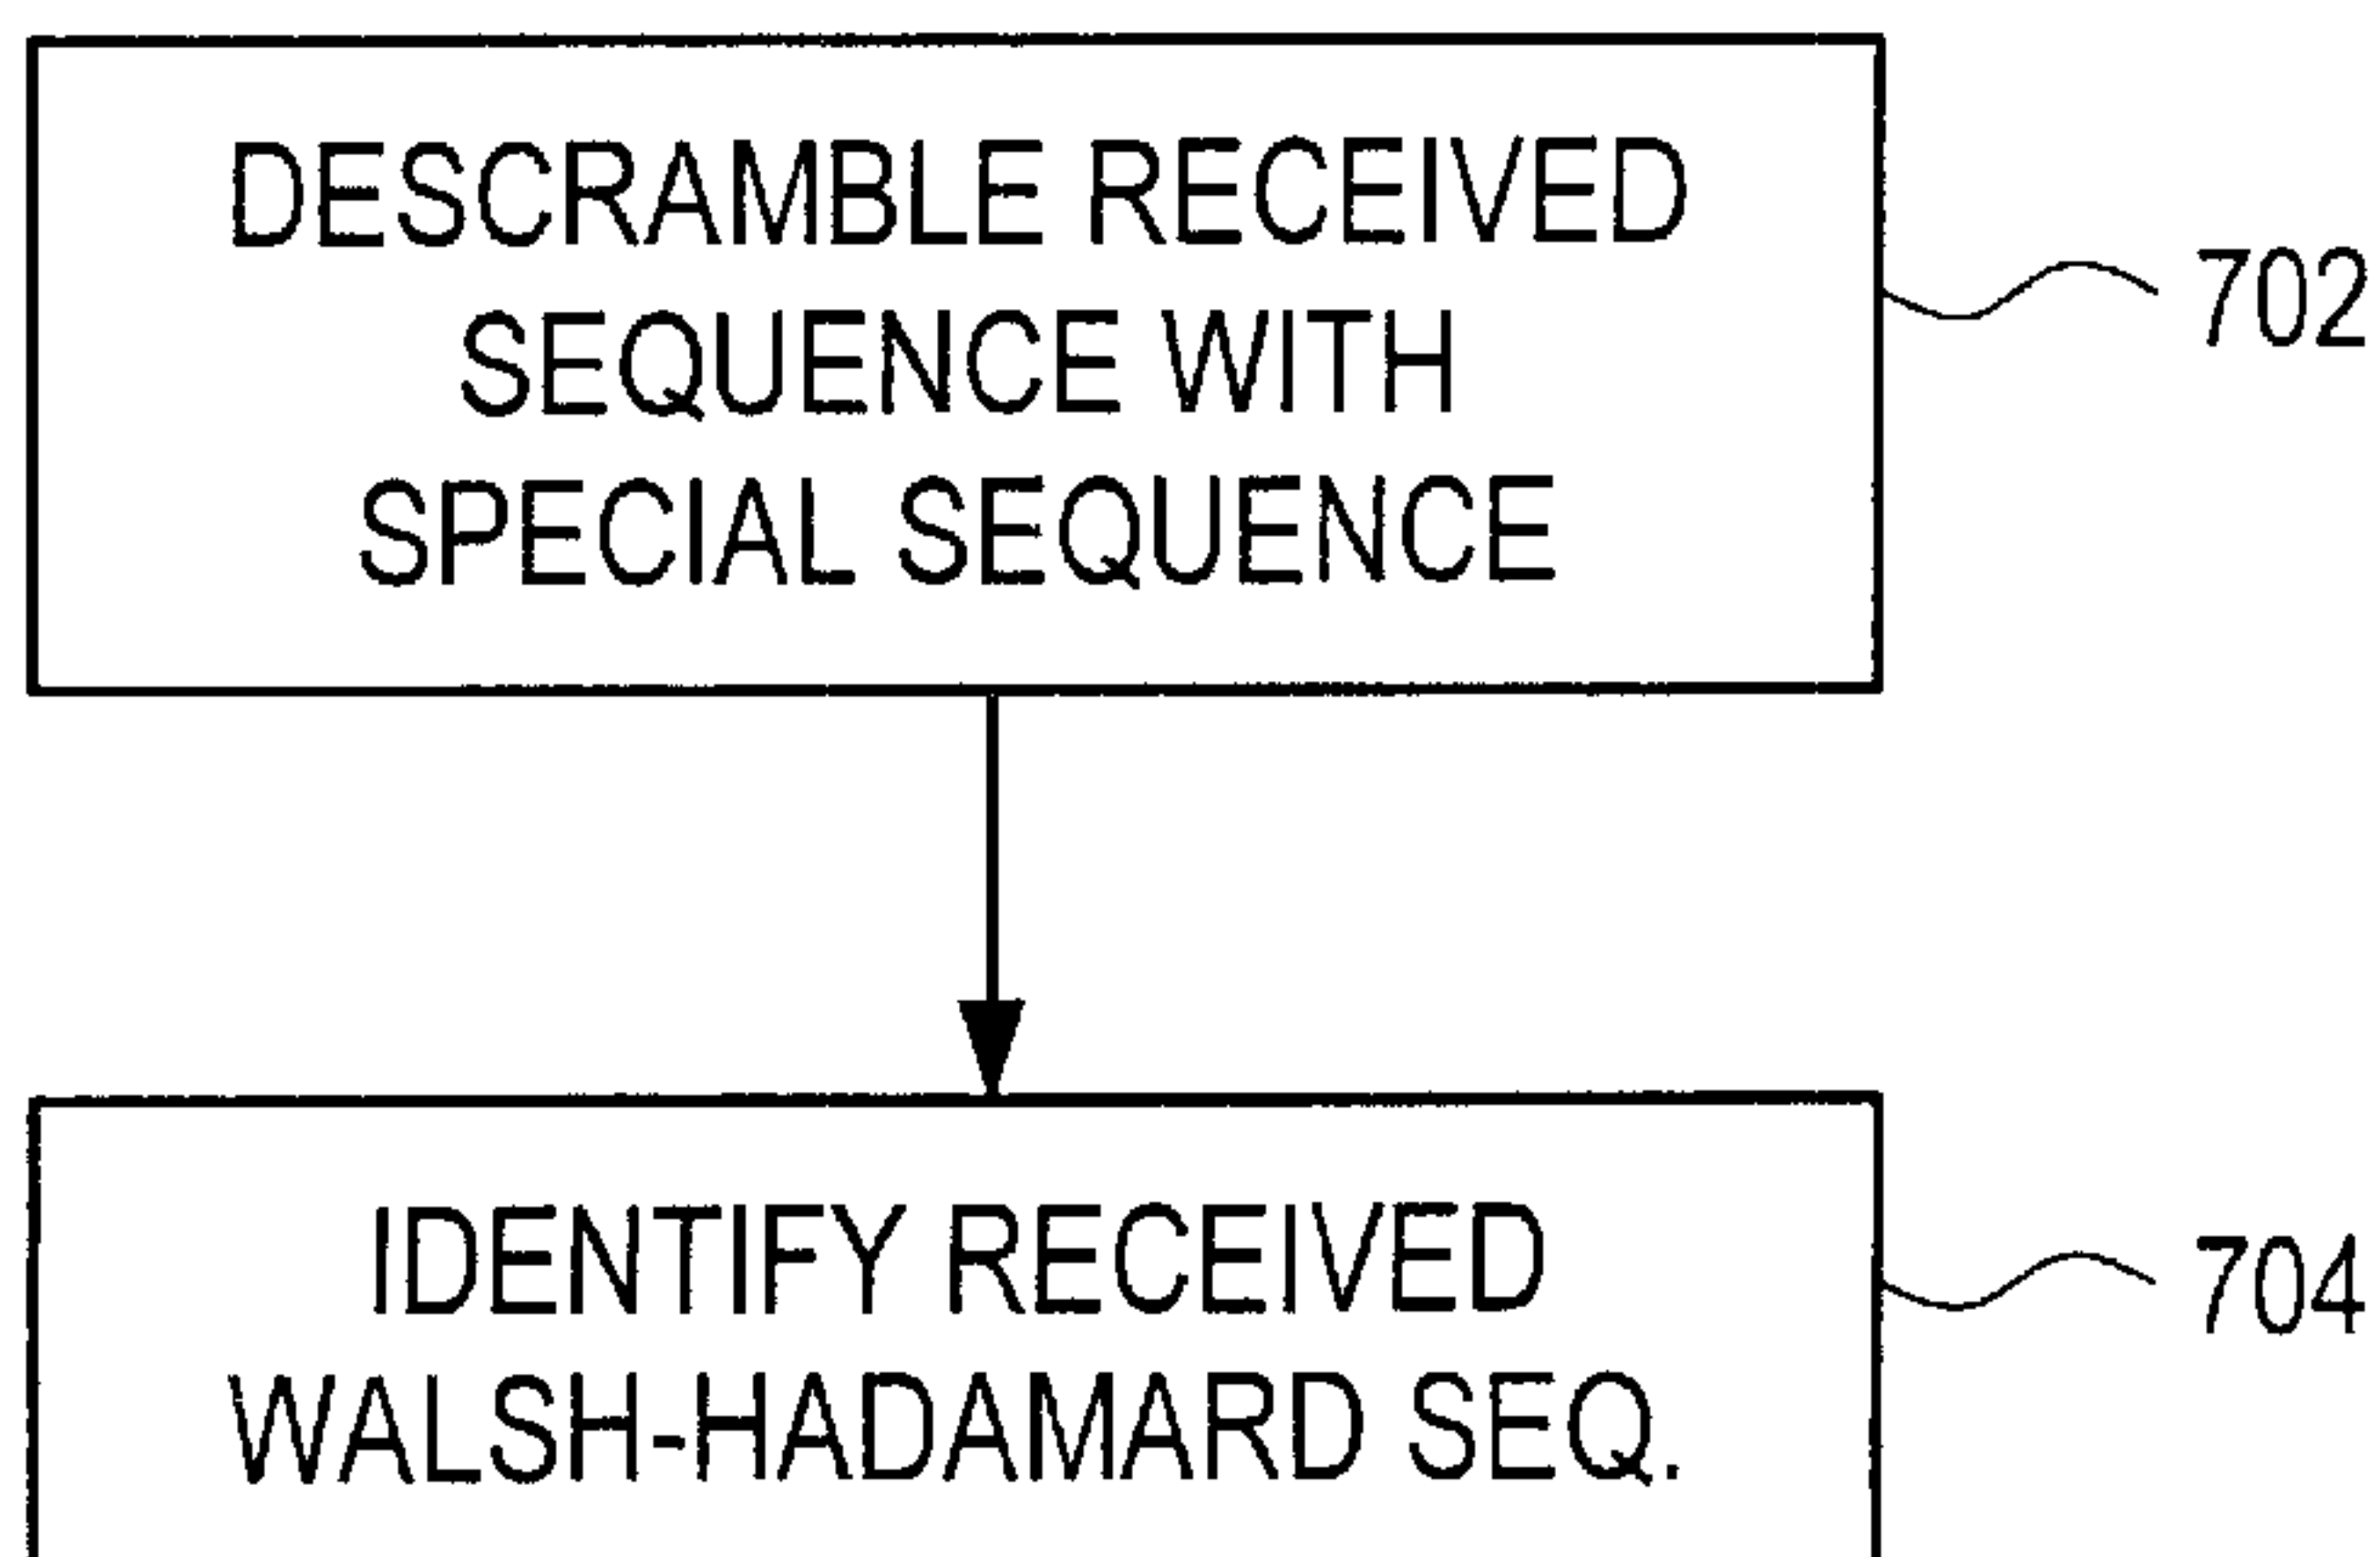 DESCRAMBLE RECEIVED
SEQUENCE WITH
SPECIAL SEQUENCE
702
IDENTIFY RECEIVED
WALSH-HADAMARD SEQ.
704